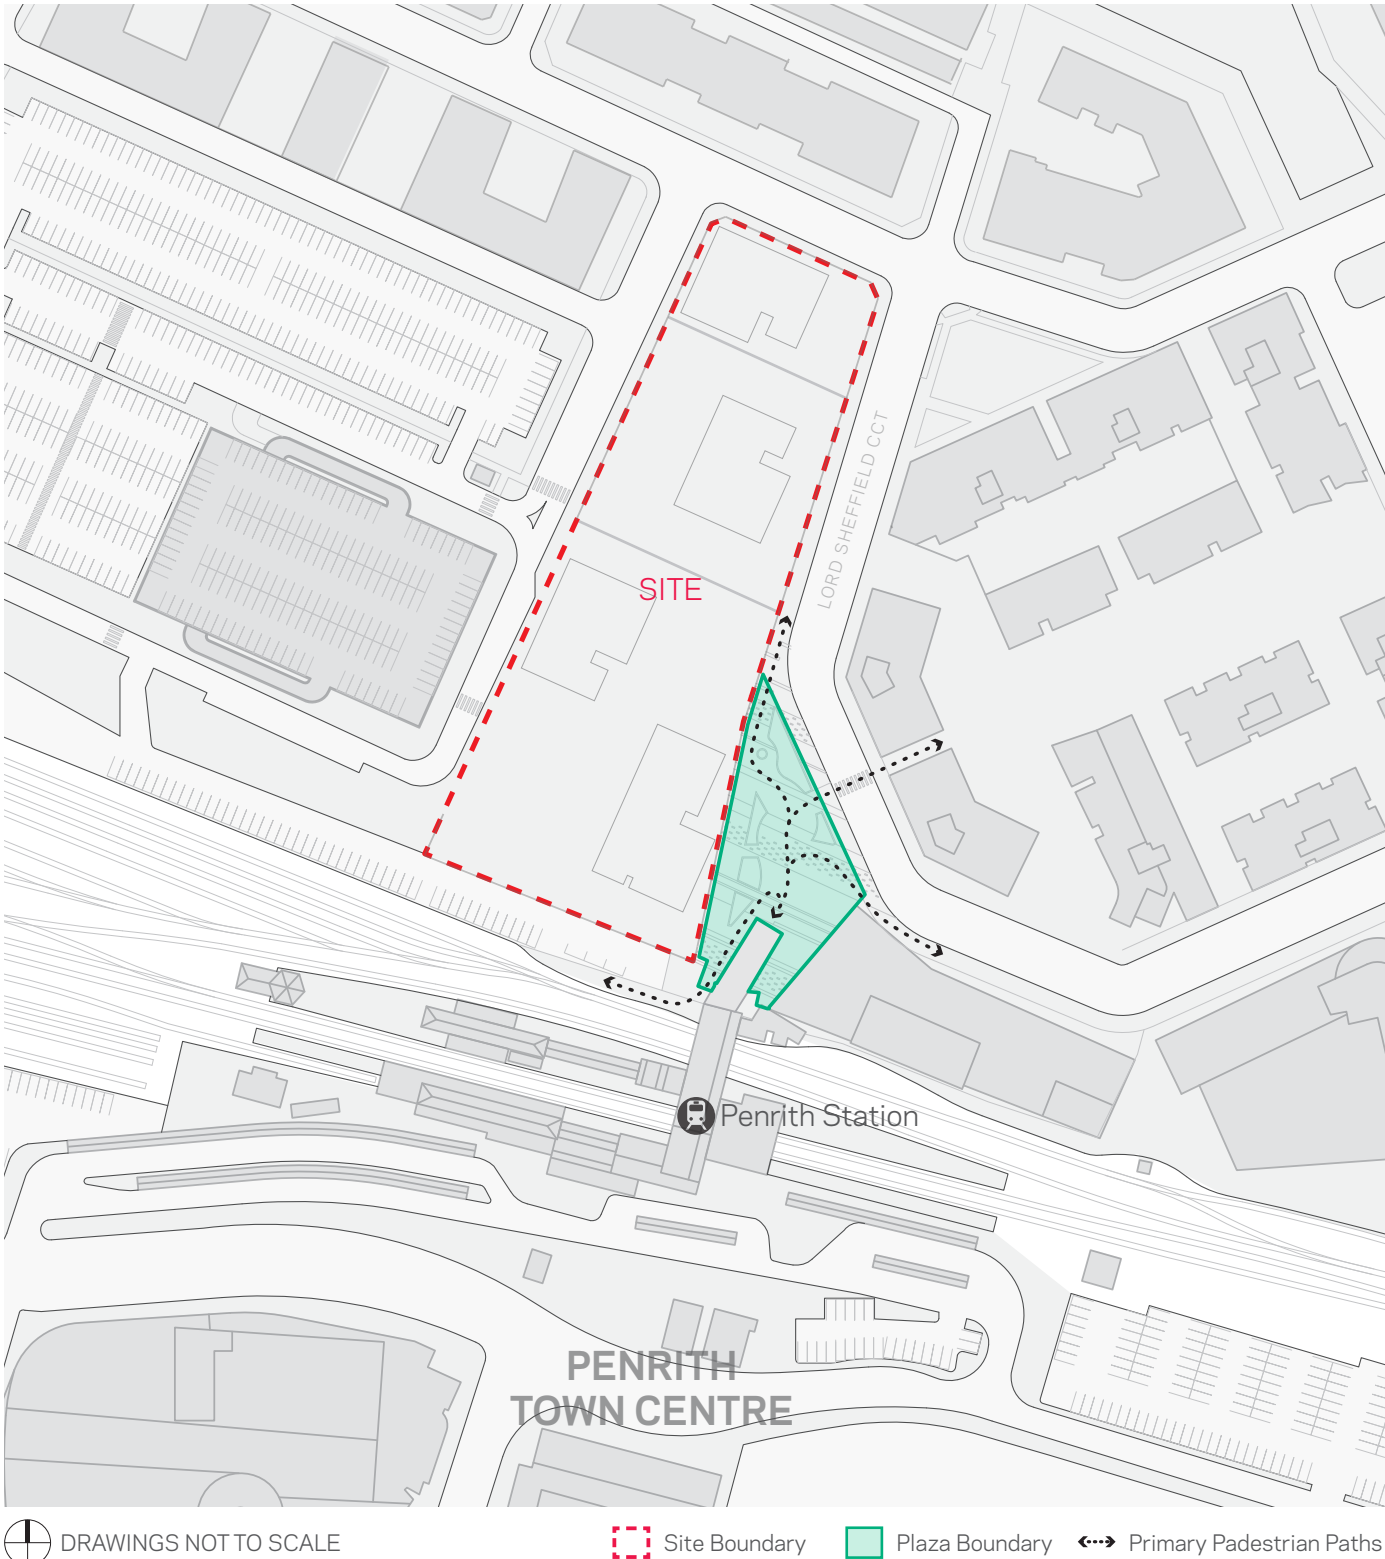 LORD SHEFFIELD CCT
SITE
Penrith Station
PENRITH
TOWN CENTRE
DRAWINGS NOT TO SCALE
Site Boundary
Plaza Boundary
Primary Padestrian Paths